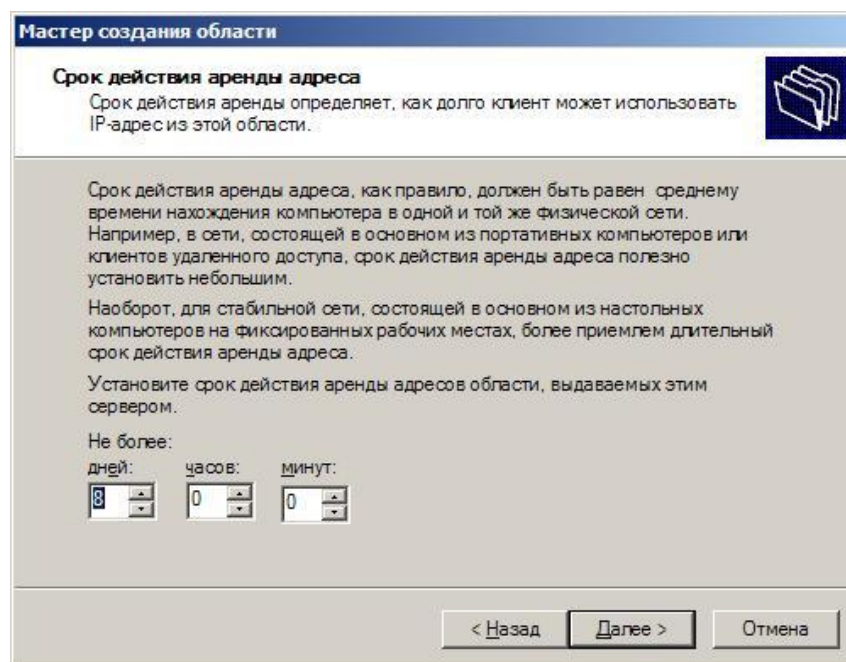 Мастер создания области
Срок действия аренды адреса
Срок действия аренды определяет, как долго клиент может использовать
IP-адрес из этой области.
Срок действия аренды адреса, как правило, должен быть равен среднему
времени нахождения компьютера в одной и той же физической сети.
Например, в сети, состоящей в основном из портативных компьютеров или
клиентов удаленного доступа, срок действия аренды адреса полезно
установить небольшим.
Наоборот, для стабильной сети, состоящей в основном из настольных
компьютеров на фиксированных рабочих местах, более приемлем длительный
срок действия аренды адреса.
Установите срок действия аренды адресов области, выдаваемых этим
сервером.
Не более:
дней: часов: минут:
8 0 0
< Назад Далее > Отмена